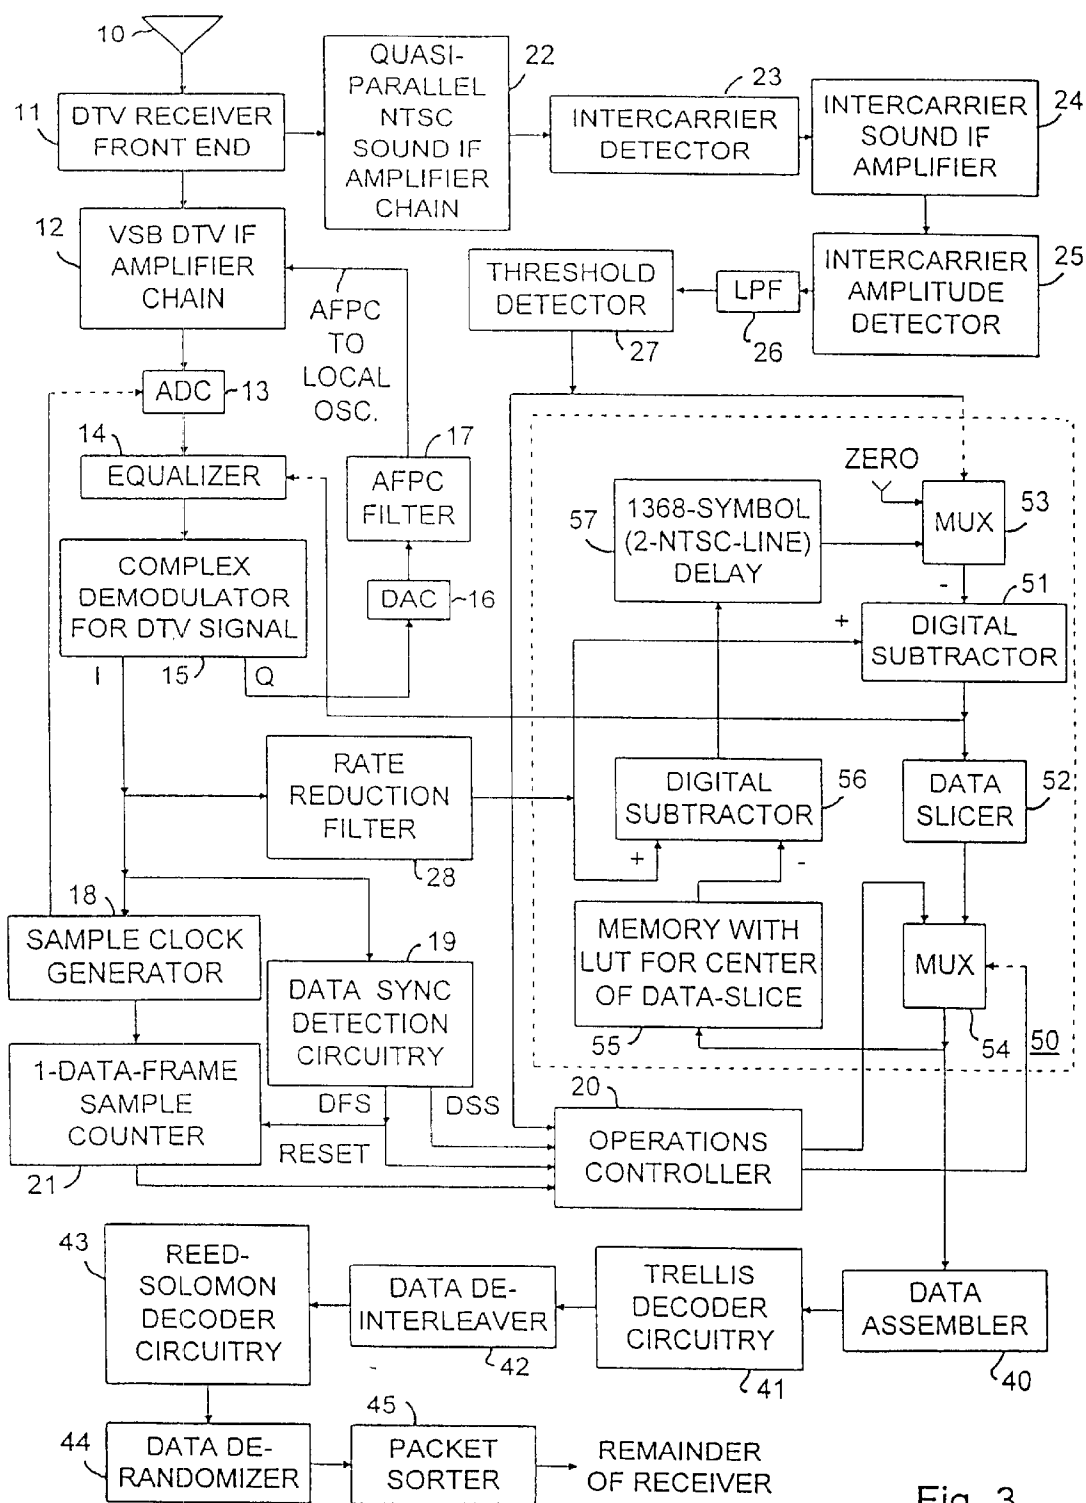 10
11
DTV RECEIVER
FRONT END
QUASI-
PARALLEL
NTSC
SOUND IF
AMPLIFIER
CHAIN
22
INTERCARRIER
DETECTOR
23
INTERCARRIER
SOUND IF
AMPLIFIER
24
12
VSB DTV IF
AMPLIFIER
CHAIN
AFPC
TO
LOCAL
OSC.
THRESHOLD
DETECTOR
27
LPF
26
INTERCARRIER
AMPLITUDE
DETECTOR
25
ADC
13
14
EQUALIZER
17
AFPC
FILTER
DAC
16
COMPLEX
DEMODULATOR
FOR DTV SIGNAL
15
I
Q
57
1368-SYMBOL
(2-NTSC-LINE)
DELAY
ZERO
MUX
53
-
51
+
DIGITAL
SUBTRACTOR
RATE
REDUCTION
FILTER
28
DIGITAL
SUBTRACTOR
56
+
-
DATA
SLICER
52
18
SAMPLE CLOCK
GENERATOR
19
DATA SYNC
DETECTION
CIRCUITRY
MEMORY WITH
LUT FOR CENTER
OF DATA-SLICE
55
MUX
54
50
1-DATA-FRAME
SAMPLE
COUNTER
21
DFS
DSS
RESET
20
OPERATIONS
CONTROLLER
43
REED-
SOLOMON
DECODER
CIRCUITRY
DATA DE-
INTERLEAVER
42
TRELLIS
DECODER
CIRCUITRY
41
DATA
ASSEMBLER
40
44
DATA DE-
RANDOMIZER
45
PACKET
SORTER
REMAINDER
OF RECEIVER
Fig. 3